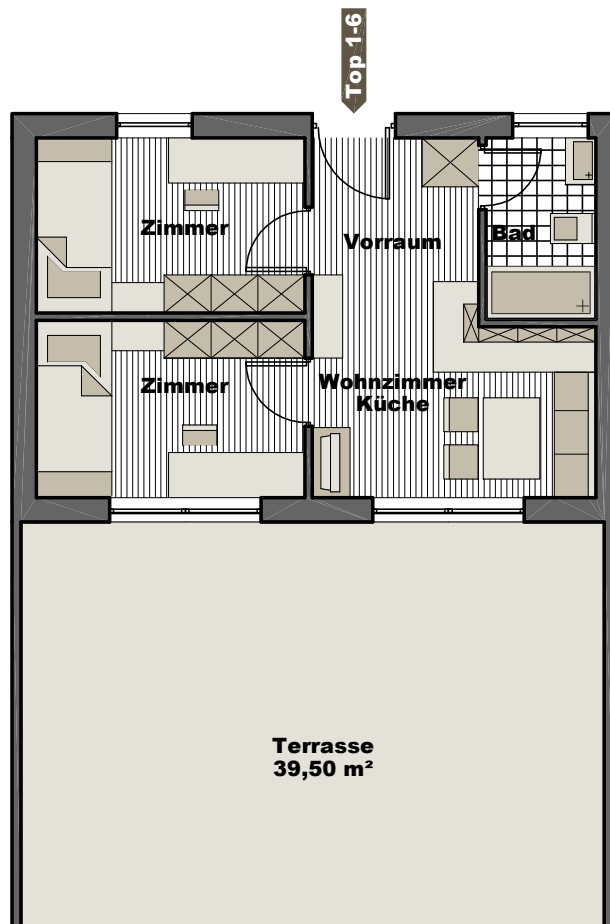 Top 1-6
Zimmer
Vorraum
Bad
Zimmer
Wohnzimmer
Küche
Terrasse
39,50 m²